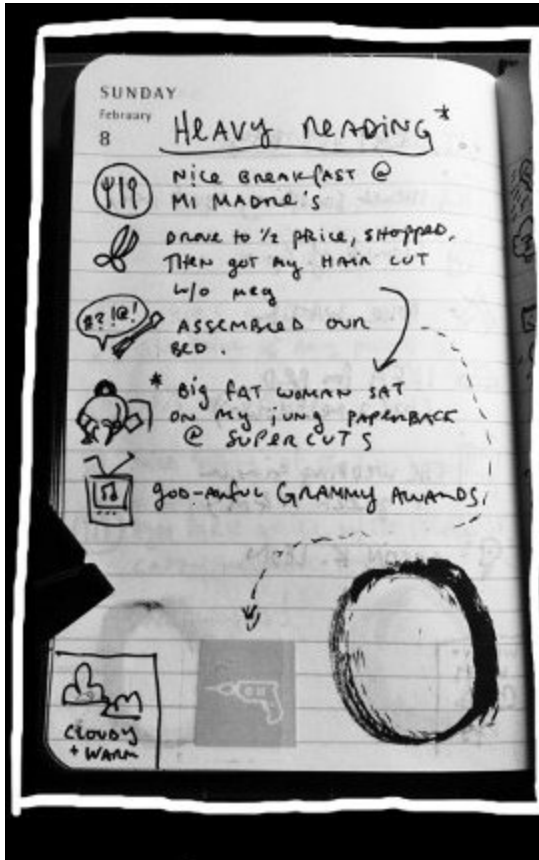 SUNDAY
February
8
HEAVY READING*
NICE BREAKFAST @
MI MADRE'S
DROVE TO 1/2 PRICE, SHOPPED,
THEN GOT MY HAIR CUT
W/O MEG
#?!@!
ASSEMBLED OUR
BED.
* BIG FAT WOMAN SAT
ON MY JUNG PAPERBACK
@ SUPERCUTS
GOD-AWFUL GRAMMY AWARDS.
CLOUDY
+ WARM